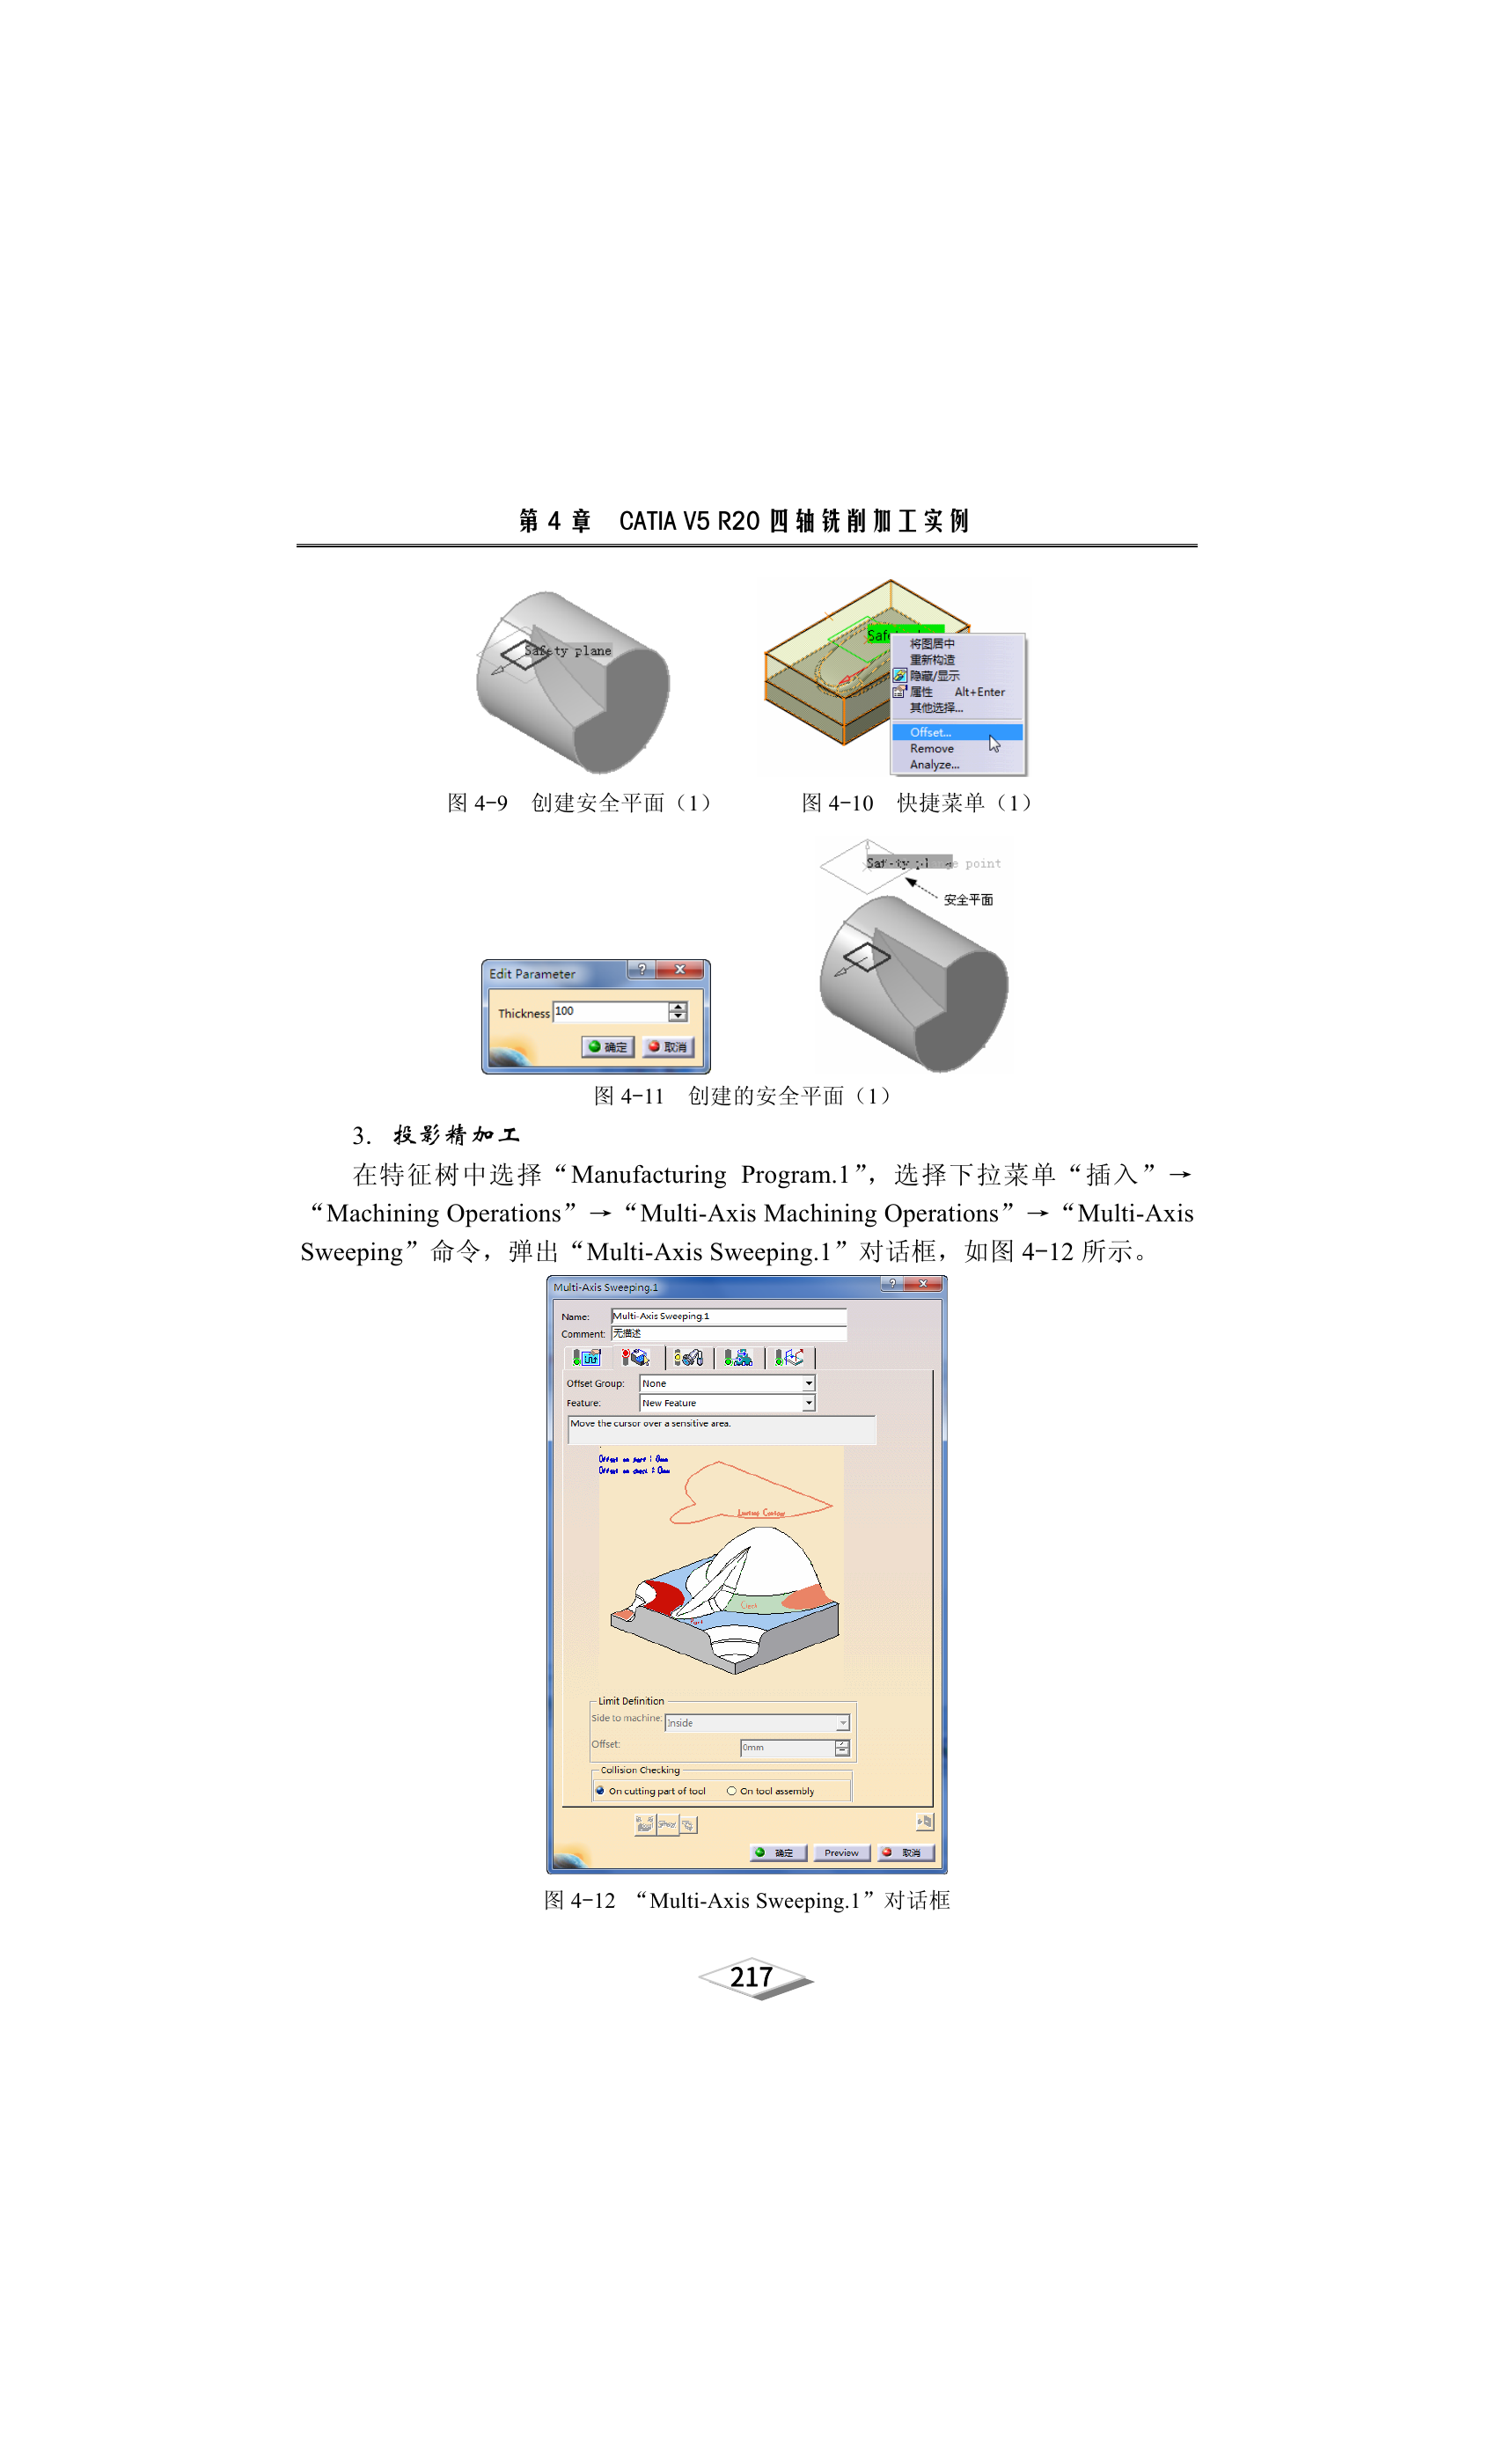 第 4 章 CATIA V5 R20 四轴铣削加工实例
Safety plane
将图居中
重新构造
隐藏/显示
属性 Alt+Enter
其他选择...
Offset...
Remove
Analyze...
图 4-9 创建安全平面（1）
图 4-10 快捷菜单（1）
point
安全平面
Edit Parameter
Thickness 100
确定 取消
图 4-11 创建的安全平面（1）
3. 投影精加工
在特征树中选择“Manufacturing Program.1”，选择下拉菜单“插入”→
“Machining Operations”→“Multi-Axis Machining Operations”→“Multi-Axis
Sweeping”命令，弹出“Multi-Axis Sweeping.1”对话框，如图 4-12 所示。
Multi-Axis Sweeping.1
Name: Multi-Axis Sweeping.1
Comment: 无描述
Offset Group: None
Feature: New Feature
Move the cursor over a sensitive area.
Offset on part : 0mm
Offset on check : 0mm
Limiting Contour
Check
Part
Limit Definition
Side to machine: Inside
Offset: 0mm
Collision Checking
On cutting part of tool On tool assembly
确定 Preview 取消
图 4-12 “Multi-Axis Sweeping.1”对话框
217